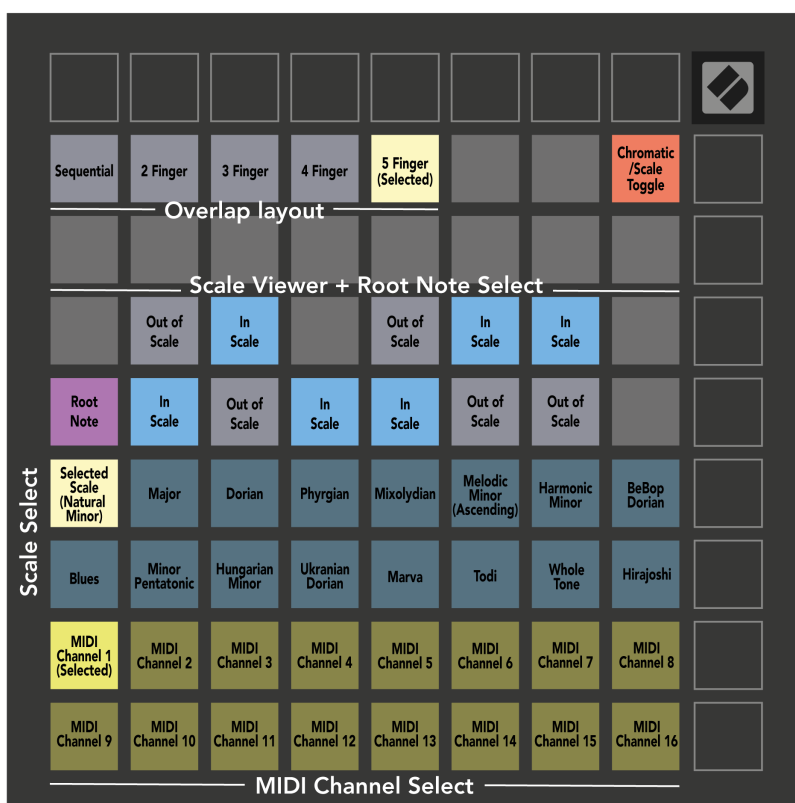 Sequential
2 Finger
3 Finger
4 Finger
5 Finger
(Selected)
Chromatic
/Scale
Toggle
Overlap layout
Scale Viewer + Root Note Select
Out of
Scale
In
Scale
Out of
Scale
In
Scale
In
Scale
Root
Note
In
Scale
Out of
Scale
In
Scale
In
Scale
Out of
Scale
Out of
Scale
Scale Select
Selected
Scale
(Natural
Minor)
Major
Dorian
Phyrgian
Mixolydian
Melodic
Minor
(Ascending)
Harmonic
Minor
BeBop
Dorian
Blues
Minor
Pentatonic
Hungarian
Minor
Ukranian
Dorian
Marva
Todi
Whole
Tone
Hirajoshi
MIDI
Channel 1
(Selected)
MIDI
Channel 2
MIDI
Channel 3
MIDI
Channel 4
MIDI
Channel 5
MIDI
Channel 6
MIDI
Channel 7
MIDI
Channel 8
MIDI
Channel 9
MIDI
Channel 10
MIDI
Channel 11
MIDI
Channel 12
MIDI
Channel 13
MIDI
Channel 14
MIDI
Channel 15
MIDI
Channel 16
MIDI Channel Select